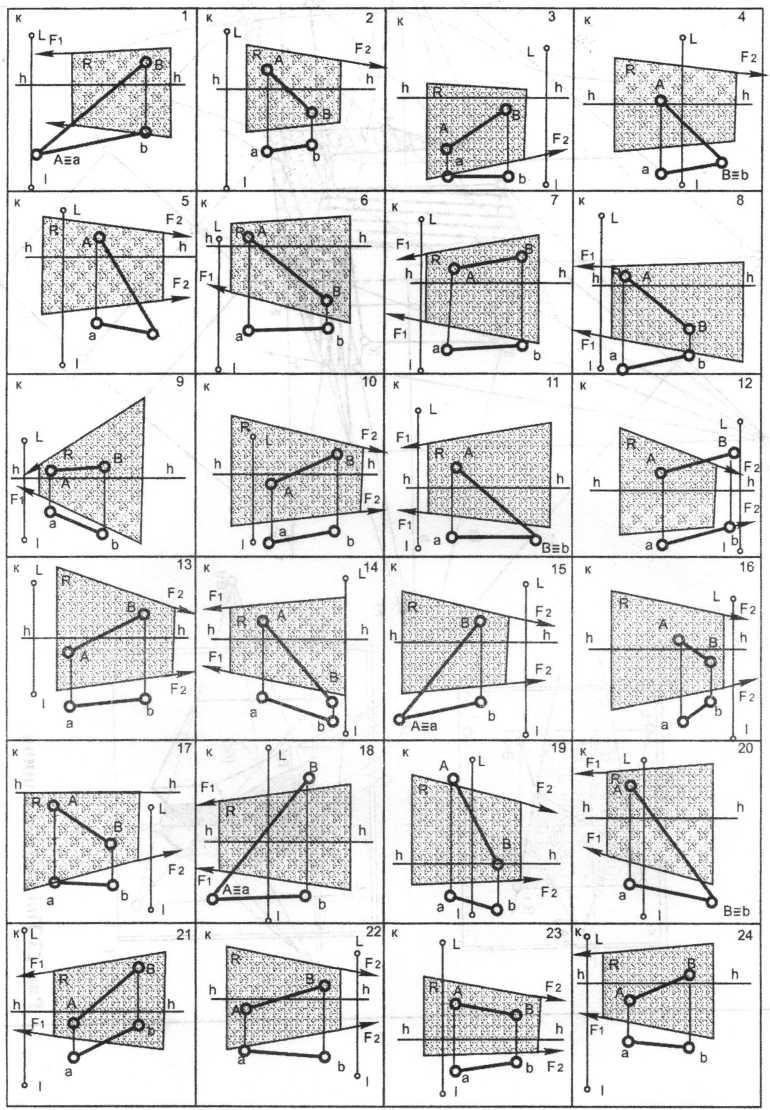 к 1
L F1
R B
h h
A≡a b
l
к 2
L F2
R A
h h
B
a b
l
к 3
L
R
h h
B
A F2
a b
l
к 4
L F2
R
A
h h
a B≡b
l
к 5
L F2
R
A
h h
F2
a
l
к 6
L R A
h h
F1 B
a b
к 7
L
F1 R B
A
h h
F1
a b
l
к 8
L
F1 R
h A h
F1 B
a b
l
к 9
L
R B
h A h
F1
a b
l
к 10
R L F2
B
h h
A
F2
a b
l
к 11
L
F1
R A
h h
F1
a B≡b
l
к 12
L
R B
A F2
h h
F2
a b
l
к 13
L R
B F2
h h
A
F2
a b
l
к 14
L
F1
R A
h h
F1
B
a b
l
к 15
L
R B F2
h h
F2
A≡a b
l
к 16
L
R F2
A
h h
B
F2
a b
l
к 17
h h
R A L
B
F2
a b
l
к 18
L B
F1 R
h h
F1
A≡a b
l
к 19
A L
R F2
B
h h
F2
a b
l
к 20
L
F1 R
A
h h
F1
a B≡b
l
к 21
L
F1 R B
h A h
F1 b
a
l
к 22
L
R F2
B
h h
A
F2
a b
l
к 23
L
R A F2
B
h h
F2
a b
l
к 24
L
R B
h h
A
F1
a b
l